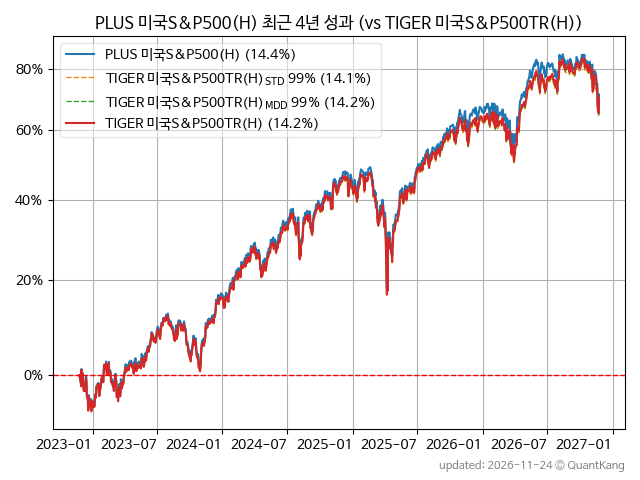 PLUS 미국S&P500(H) 최근 4년 성과 (vs TIGER 미국S&P500TR(H))
PLUS 미국S&P500(H) (14.4%)
TIGER 미국S&P500TR(H) STD 99% (14.1%)
TIGER 미국S&P500TR(H) MDD 99% (14.2%)
TIGER 미국S&P500TR(H) (14.2%)
80%
60%
40%
20%
0%
2023-01 2023-07 2024-01 2024-07 2025-01 2025-07 2026-01 2026-07 2027-01
updated: 2026-11-24 © QuantKang